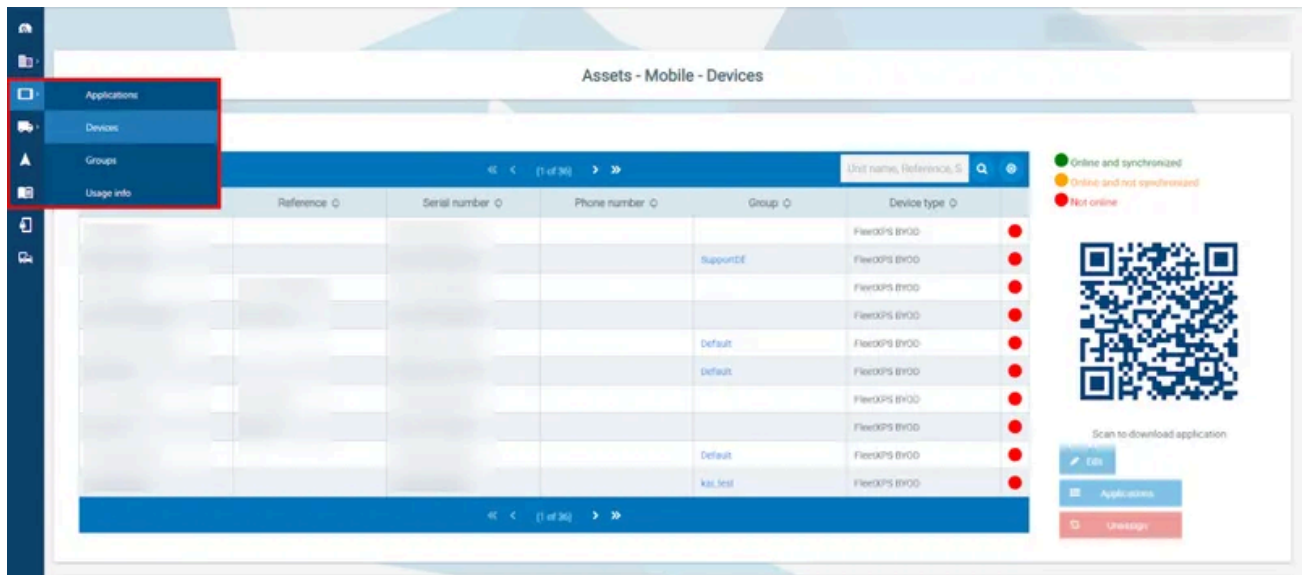 Assets - Mobile - Devices
Applications
Devices
Groups
Usage info
« < (1 of 36) > »
Unit name, Reference, S
Online and synchronized
Online and not synchronized
Not online
Reference Serial number Phone number Group Device type
FleetXPS BYOD
SupportDE FleetXPS BYOD
FleetXPS BYOD
FleetXPS BYOD
Default FleetXPS BYOD
Default FleetXPS BYOD
FleetXPS BYOD
FleetXPS BYOD
Default FleetXPS BYOD
kai_test FleetXPS BYOD
« < (1 of 36) > »
Scan to download application
Edit
Applications
Unassign